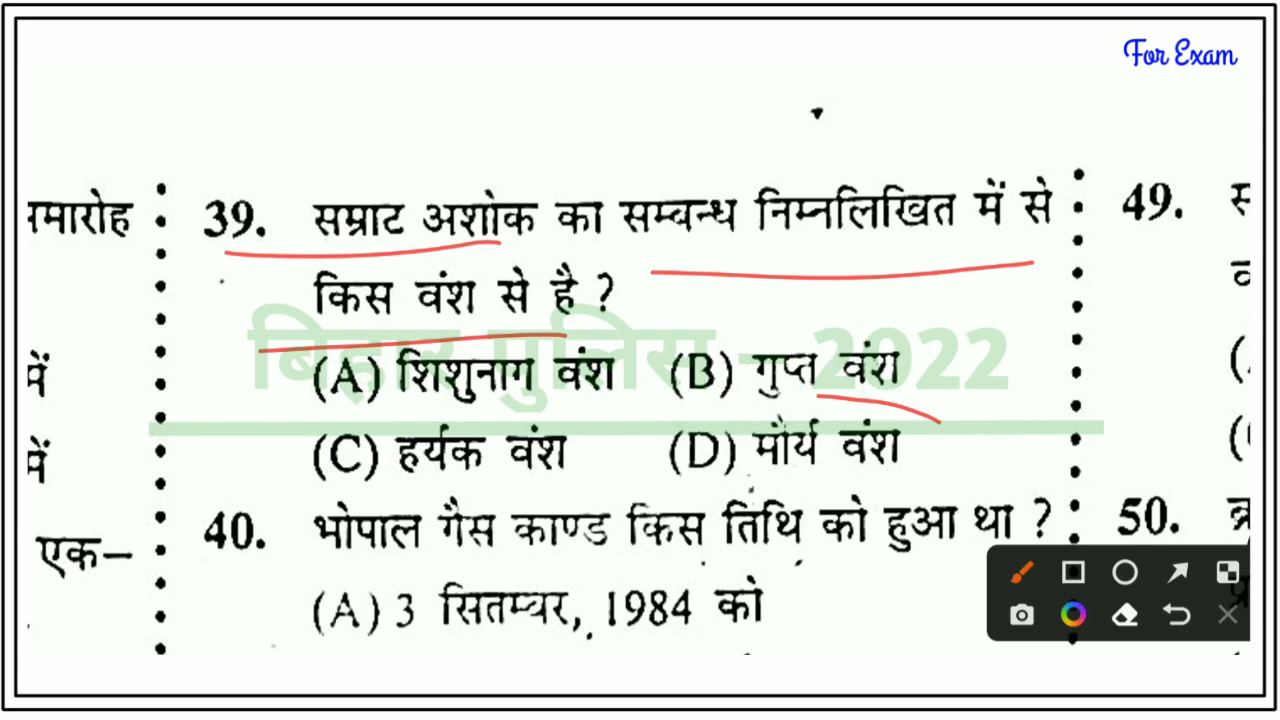 For Exam
समारोह
39. सम्राट अशोक का सम्बन्ध निम्नलिखित में से
किस वंश से है ?
बिहार पुलिस - 2022
(A) शिशुनाग वंश (B) गुप्त वंश
(C) हर्यक वंश (D) मौर्य वंश
40. भोपाल गैस काण्ड किस तिथि को हुआ था ?
(A) 3 सितम्बर, 1984 को
में
में
एक–
49.
50.